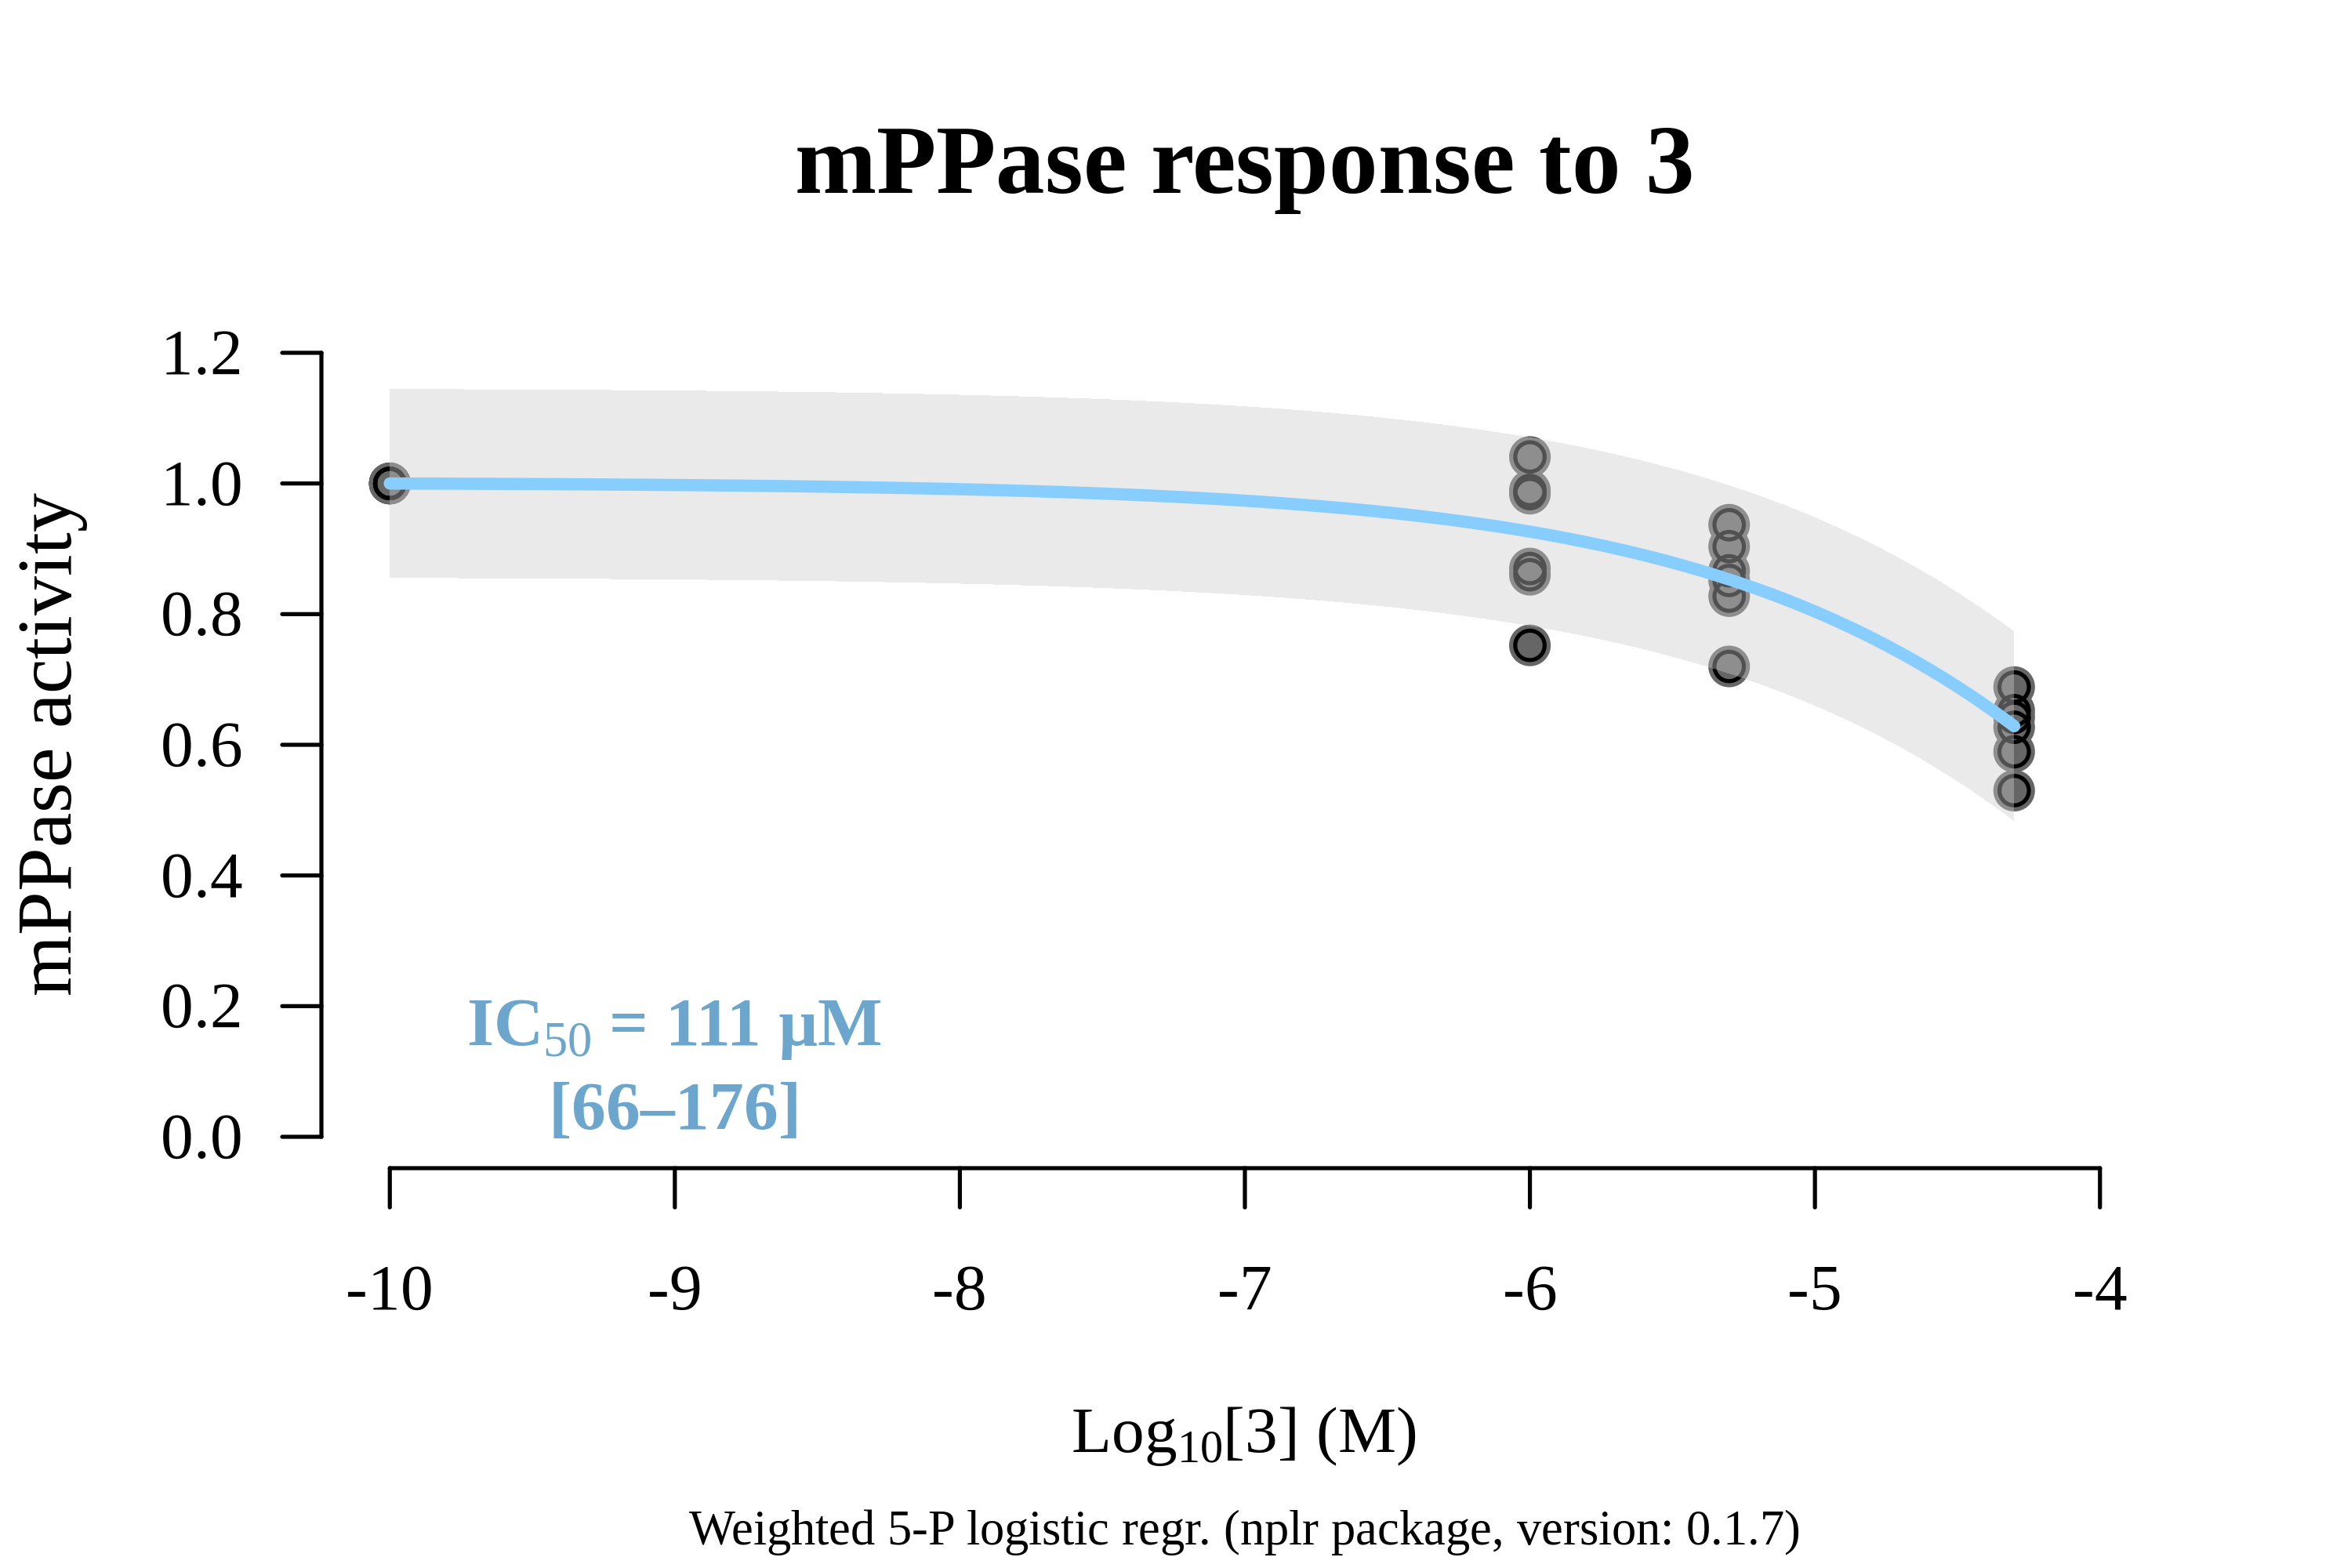 mPPase response to 3
mPPase activity
1.2
1.0
0.8
0.6
0.4
0.2
0.0
IC50 = 111 µM
[66–176]
-10 -9 -8 -7 -6 -5 -4
Log10[3] (M)
Weighted 5-P logistic regr. (nplr package, version: 0.1.7)